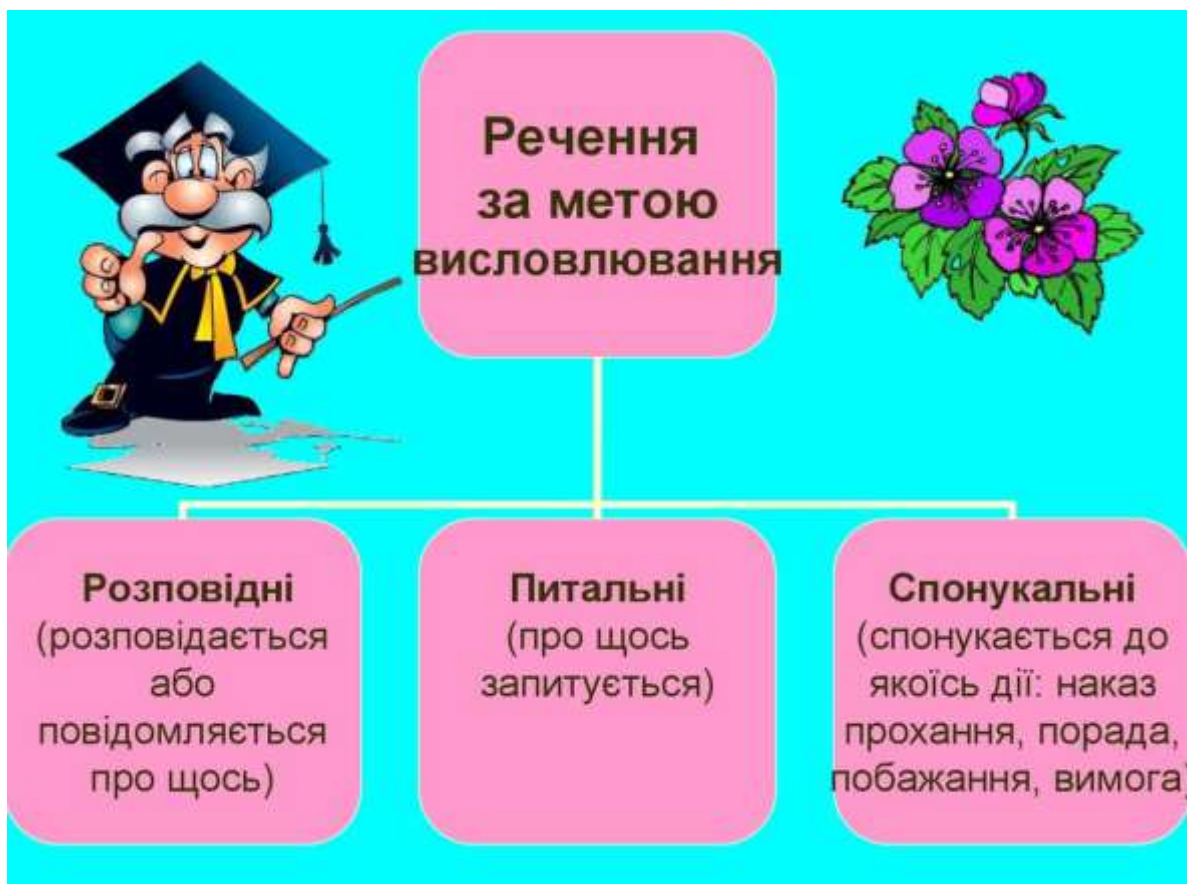 Речення
за метою
висловлювання
Розповідні
(розповідається
або
повідомляється
про щось)
Питальні
(про щось
запитується)
Спонукальні
(спонукається до
якоїсь дії: наказ
прохання, порада,
побажання, вимога)